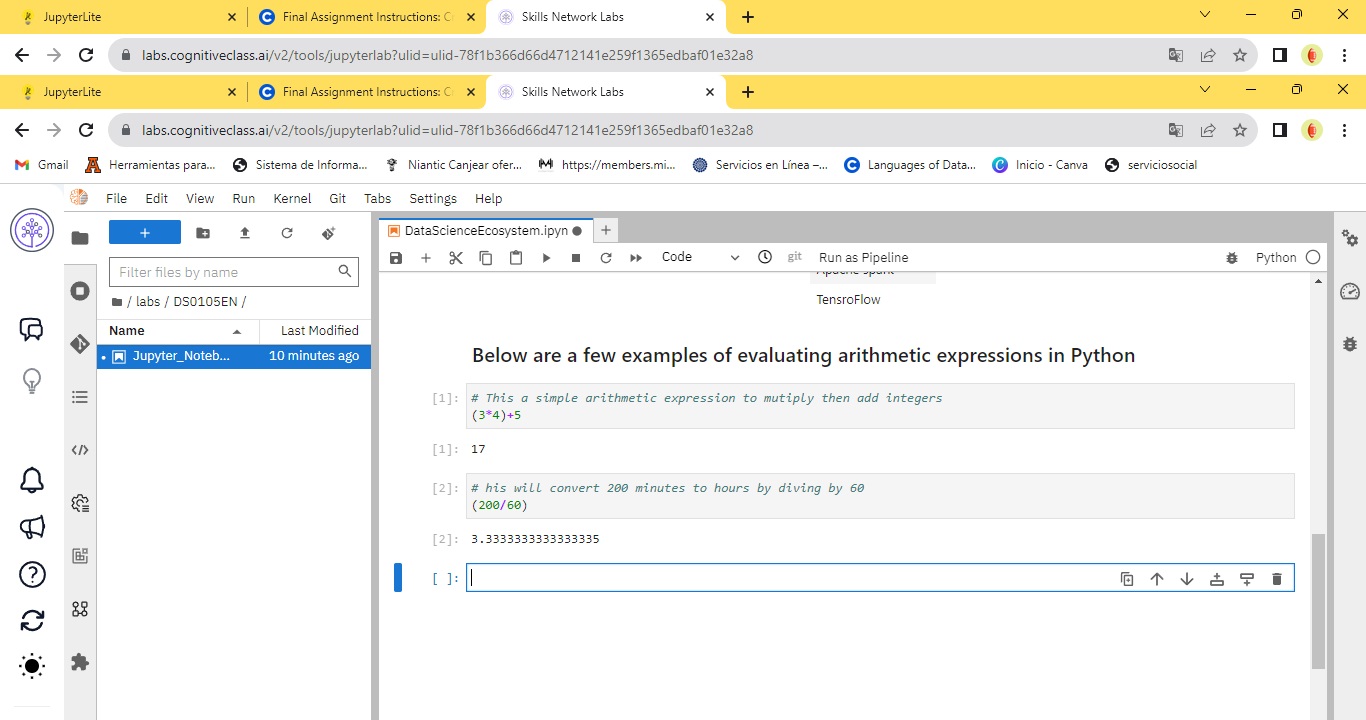 JupyterLite
Final Assignment Instructions: C
Skills Network Labs
labs.cognitiveclass.ai/v2/tools/jupyterlab?ulid=ulid-78f1b366d66d4712141e259f1365edbaf01e32a8
JupyterLite
Final Assignment Instructions: C
Skills Network Labs
labs.cognitiveclass.ai/v2/tools/jupyterlab?ulid=ulid-78f1b366d66d4712141e259f1365edbaf01e32a8
Gmail
Herramientas para...
Sistema de Informa...
Niantic Canjear ofer...
https://members.mi...
Servicios en Línea –...
Languages of Data...
Inicio - Canva
serviciosocial
File Edit View Run Kernel Git Tabs Settings Help
DataScienceEcosystem.ipyn
Code
git
Run as Pipeline
Python
Filter files by name
/ labs / DS0105EN /
Name
Last Modified
Jupyter_Noteb...
10 minutes ago
Apache spark
TensroFlow
Below are a few examples of evaluating arithmetic expressions in Python
[1]: # This a simple arithmetic expression to mutiply then add integers
(3*4)+5
[1]: 17
[2]: # his will convert 200 minutes to hours by diving by 60
(200/60)
[2]: 3.3333333333333335
[ ]: